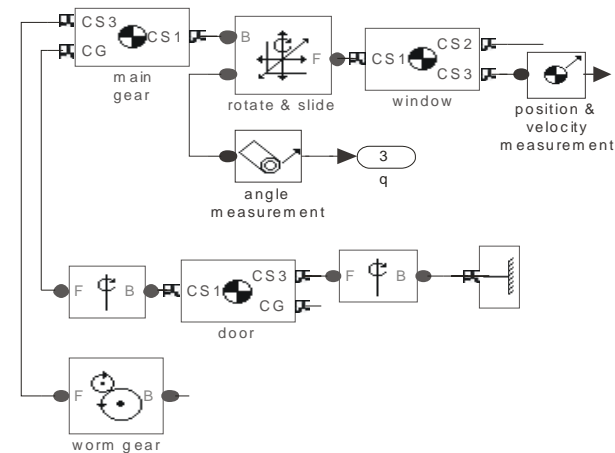 CS3
CG
CS1
main
gear
B
F
rotate & slide
CS1
CS2
CS3
window
position &
velocity
measurement
angle
measurement
3
q
F
B
CS1
CS3
CG
door
F
B
F
B
worm gear